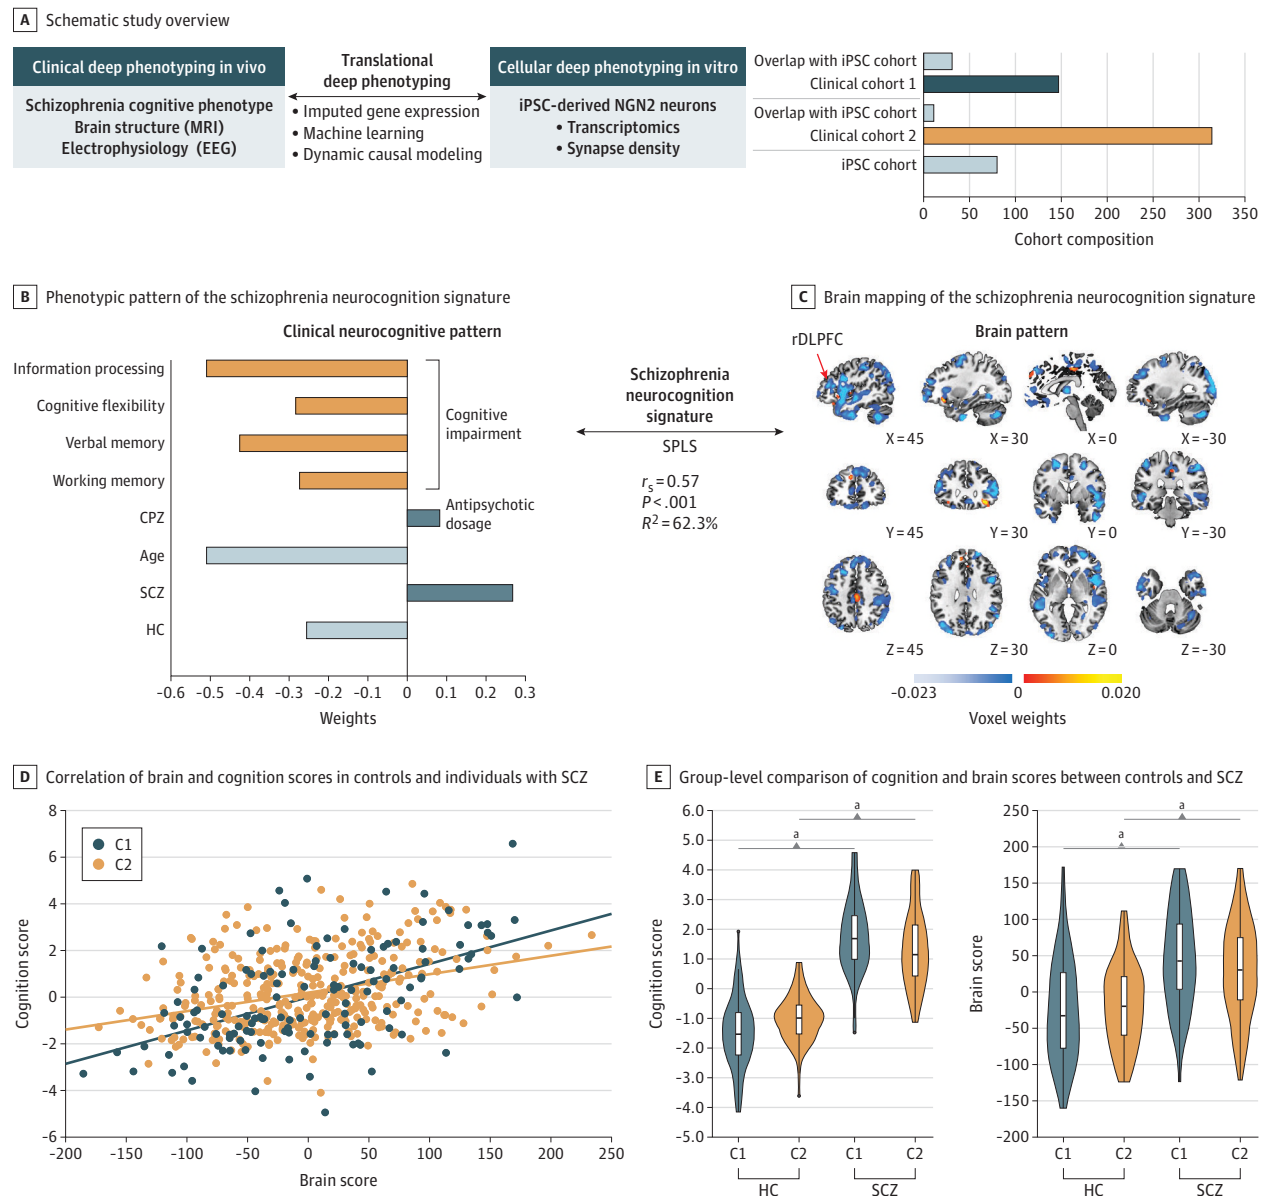 A Schematic study overview
Clinical deep phenotyping in vivo
Schizophrenia cognitive phenotype
Brain structure (MRI)
Electrophysiology (EEG)
Translational
deep phenotyping
• Imputed gene expression
• Machine learning
• Dynamic causal modeling
Cellular deep phenotyping in vitro
iPSC-derived NGN2 neurons
• Transcriptomics
• Synapse density
Overlap with iPSC cohort
Clinical cohort 1
Overlap with iPSC cohort
Clinical cohort 2
iPSC cohort
0 50 100 150 200 250 300 350
Cohort composition
B Phenotypic pattern of the schizophrenia neurocognition signature
Clinical neurocognitive pattern
Information processing
Cognitive flexibility
Verbal memory
Working memory
CPZ
Age
SCZ
HC
Cognitive
impairment
Antipsychotic
dosage
-0.6 -0.5 -0.4 -0.3 -0.2 -0.1 0 0.1 0.2 0.3
Weights
Schizophrenia
neurocognition
signature
SPLS
rs = 0.57
P < .001
R2 = 62.3%
C Brain mapping of the schizophrenia neurocognition signature
Brain pattern
rDLPFC
X = 45 X = 30 X = 0 X = -30
Y = 45 Y = 30 Y = 0 Y = -30
Z = 45 Z = 30 Z = 0 Z = -30
-0.023 0 0.020
Voxel weights
D Correlation of brain and cognition scores in controls and individuals with SCZ
C1
C2
8
6
4
2
0
-2
-4
-6
Cognition score
-200 -150 -100 -50 0 50 100 150 200 250
Brain score
E Group-level comparison of cognition and brain scores between controls and SCZ
6.0
5.0
4.0
3.0
2.0
1.0
0
-1.0
-2.0
-3.0
-4.0
-5.0
Cognition score
a
a
C1 C2 C1 C2
HC SCZ
250
200
150
100
50
0
-50
-100
-150
-200
Brain score
a
a
C1 C2 C1 C2
HC SCZ